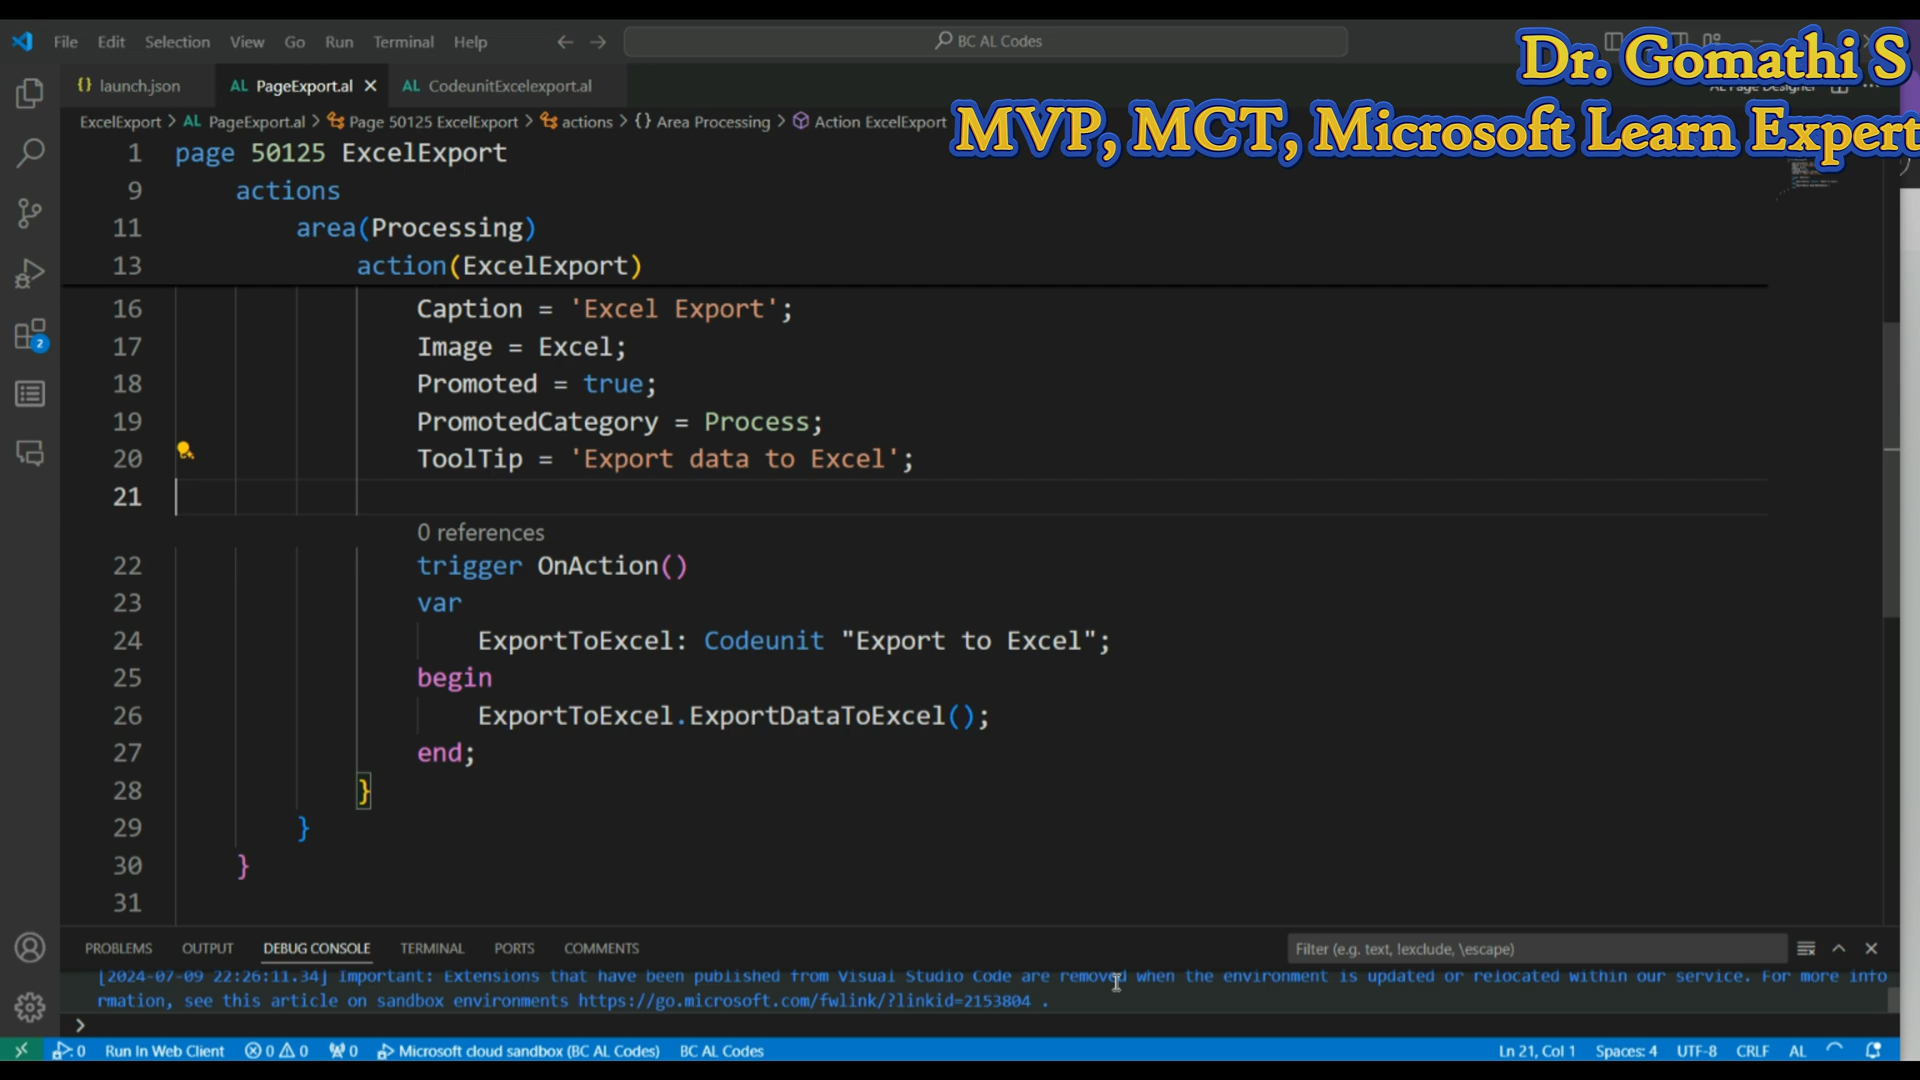 File Edit Selection View Go Run Terminal Help
BC AL Codes
Dr. Gomathi S
MVP, MCT, Microsoft Learn Expert
{} launch.json
AL PageExport.al
AL CodeunitExcelexport.al
AL Page Designer
ExcelExport > AL PageExport.al > Page 50125 ExcelExport > actions > {} Area Processing > Action ExcelExport
1 page 50125 ExcelExport
9 actions
11 area(Processing)
13 action(ExcelExport)
16 Caption = 'Excel Export';
17 Image = Excel;
18 Promoted = true;
19 PromotedCategory = Process;
20 ToolTip = 'Export data to Excel';
21
0 references
22 trigger OnAction()
23 var
24 ExportToExcel: Codeunit "Export to Excel";
25 begin
26 ExportToExcel.ExportDataToExcel();
27 end;
28 }
29 }
30 }
31
2
PROBLEMS OUTPUT DEBUG CONSOLE TERMINAL PORTS COMMENTS
Filter (e.g. text, !exclude, \escape)
[2024-07-09 22:26:11.34] Important: Extensions that have been published from Visual Studio Code are removed when the environment is updated or relocated within our service. For more info
rmation, see this article on sandbox environments https://go.microsoft.com/fwlink/?linkid=2153804 .
>
0 Run In Web Client 0 0 0 Microsoft cloud sandbox (BC AL Codes) BC AL Codes Ln 21, Col 1 Spaces: 4 UTF-8 CRLF AL